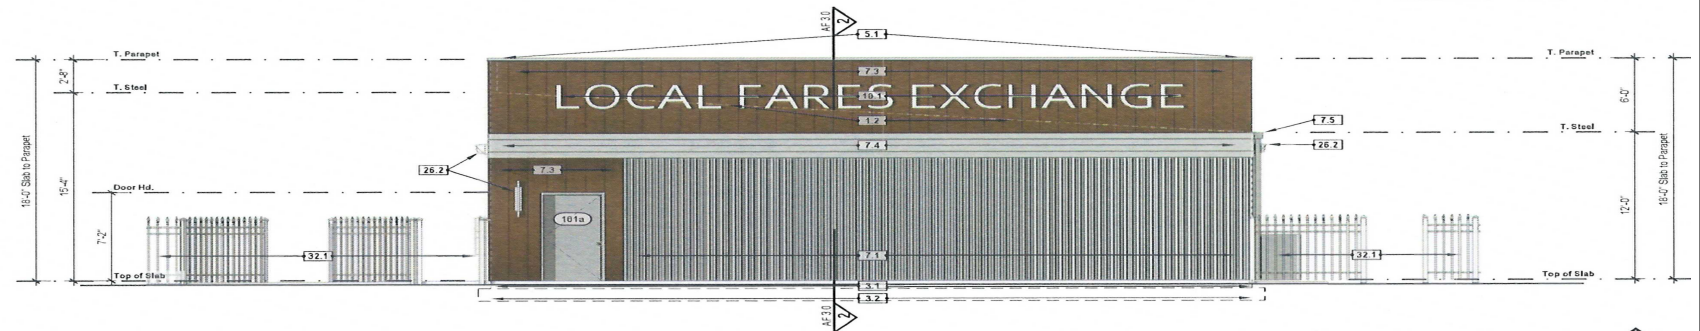 AF 3.0
2
5.1
T. Parapet
T. Parapet
2'-8"
7.3
T. Steel
LOCAL FARES EXCHANGE
10.1
6'-0"
1.2
7.5
T. Steel
7.4
26.2
18'-0" Slab to Parapet
15'-4"
26.2
7.3
18'-0" Slab to Parapet
Door Hd.
101a
12'-0"
7'-2"
32.1
7.1
32.1
Top of Slab
Top of Slab
3.1
3.2
AF 3.0
2